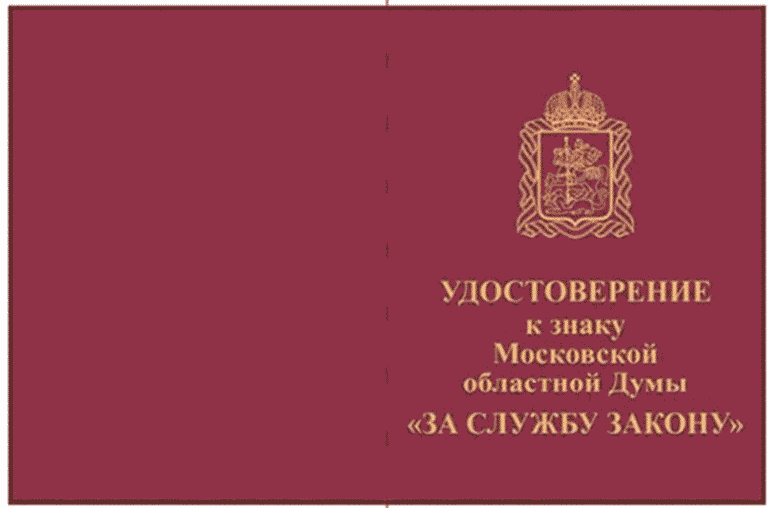 УДОСТОВЕРЕНИЕ
к знаку
Московской
областной Думы
«ЗА СЛУЖБУ ЗАКОНУ»